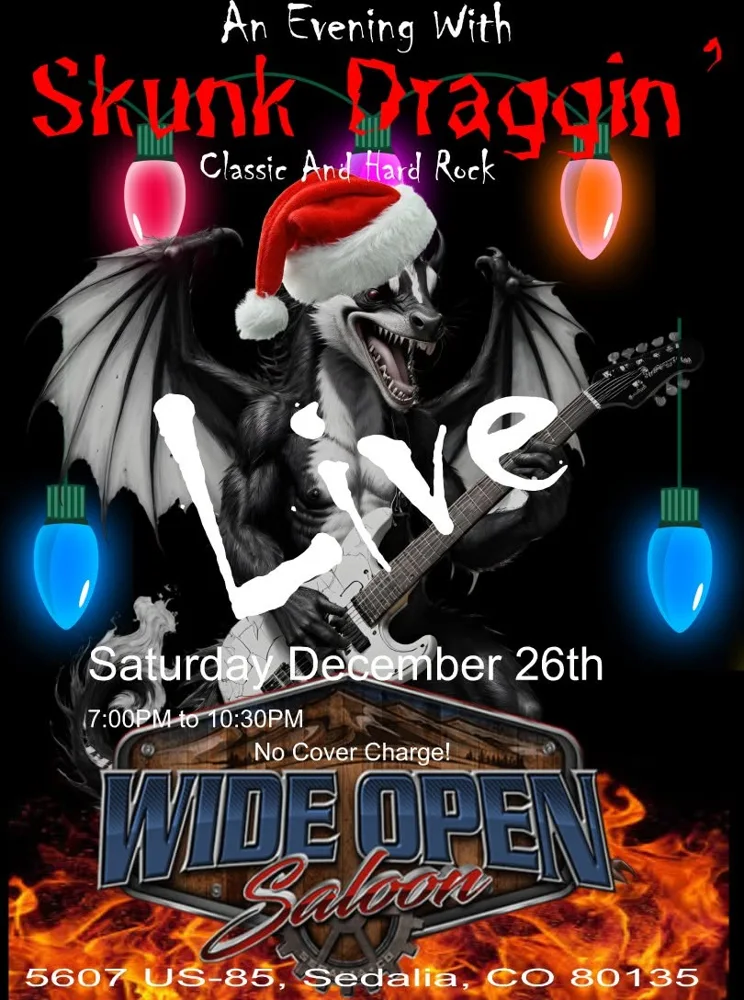 An Evening With
Skunk Draggin'
Classic And Hard Rock
Live
Saturday December 26th
7:00PM to 10:30PM
No Cover Charge!
WIDE OPEN
Saloon
5607 US-85, Sedalia, CO 80135